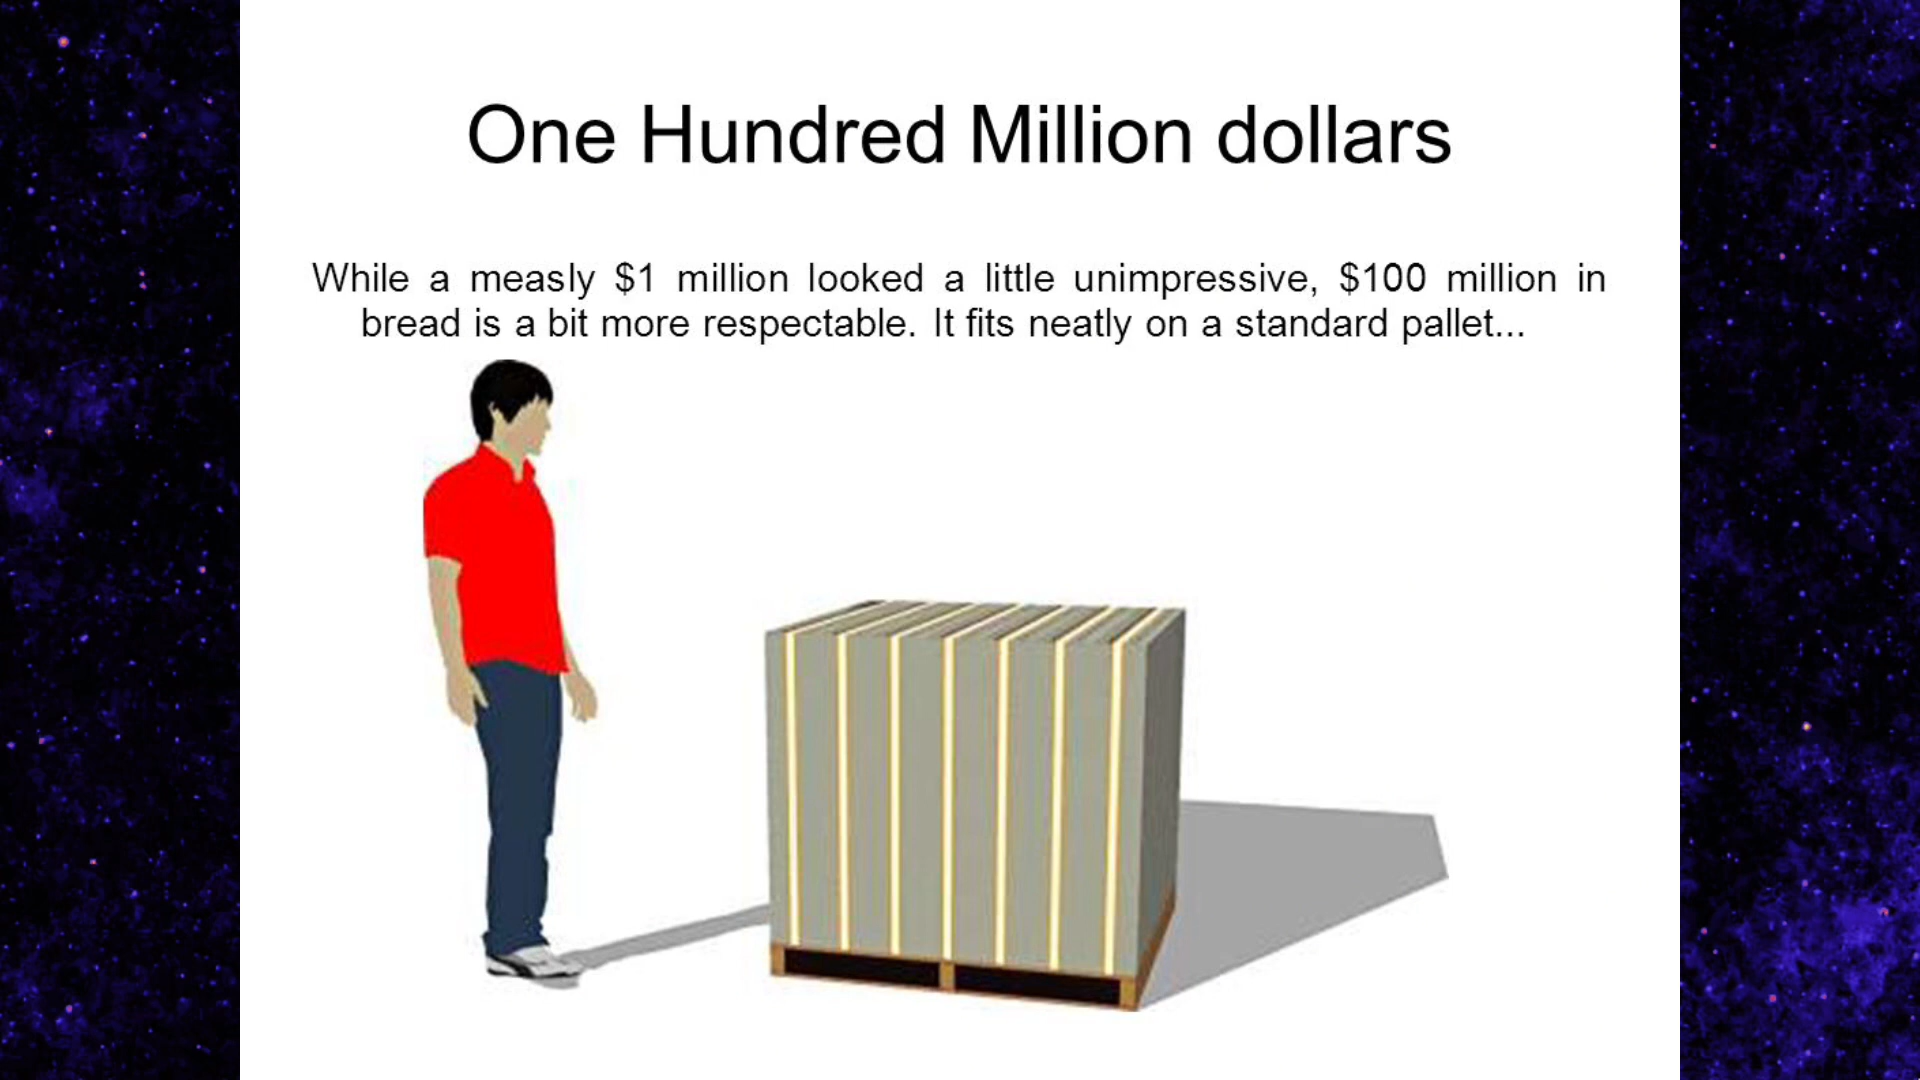 One Hundred Million dollars
While a measly $1 million looked a little unimpressive, $100 million in
bread is a bit more respectable. It fits neatly on a standard pallet...